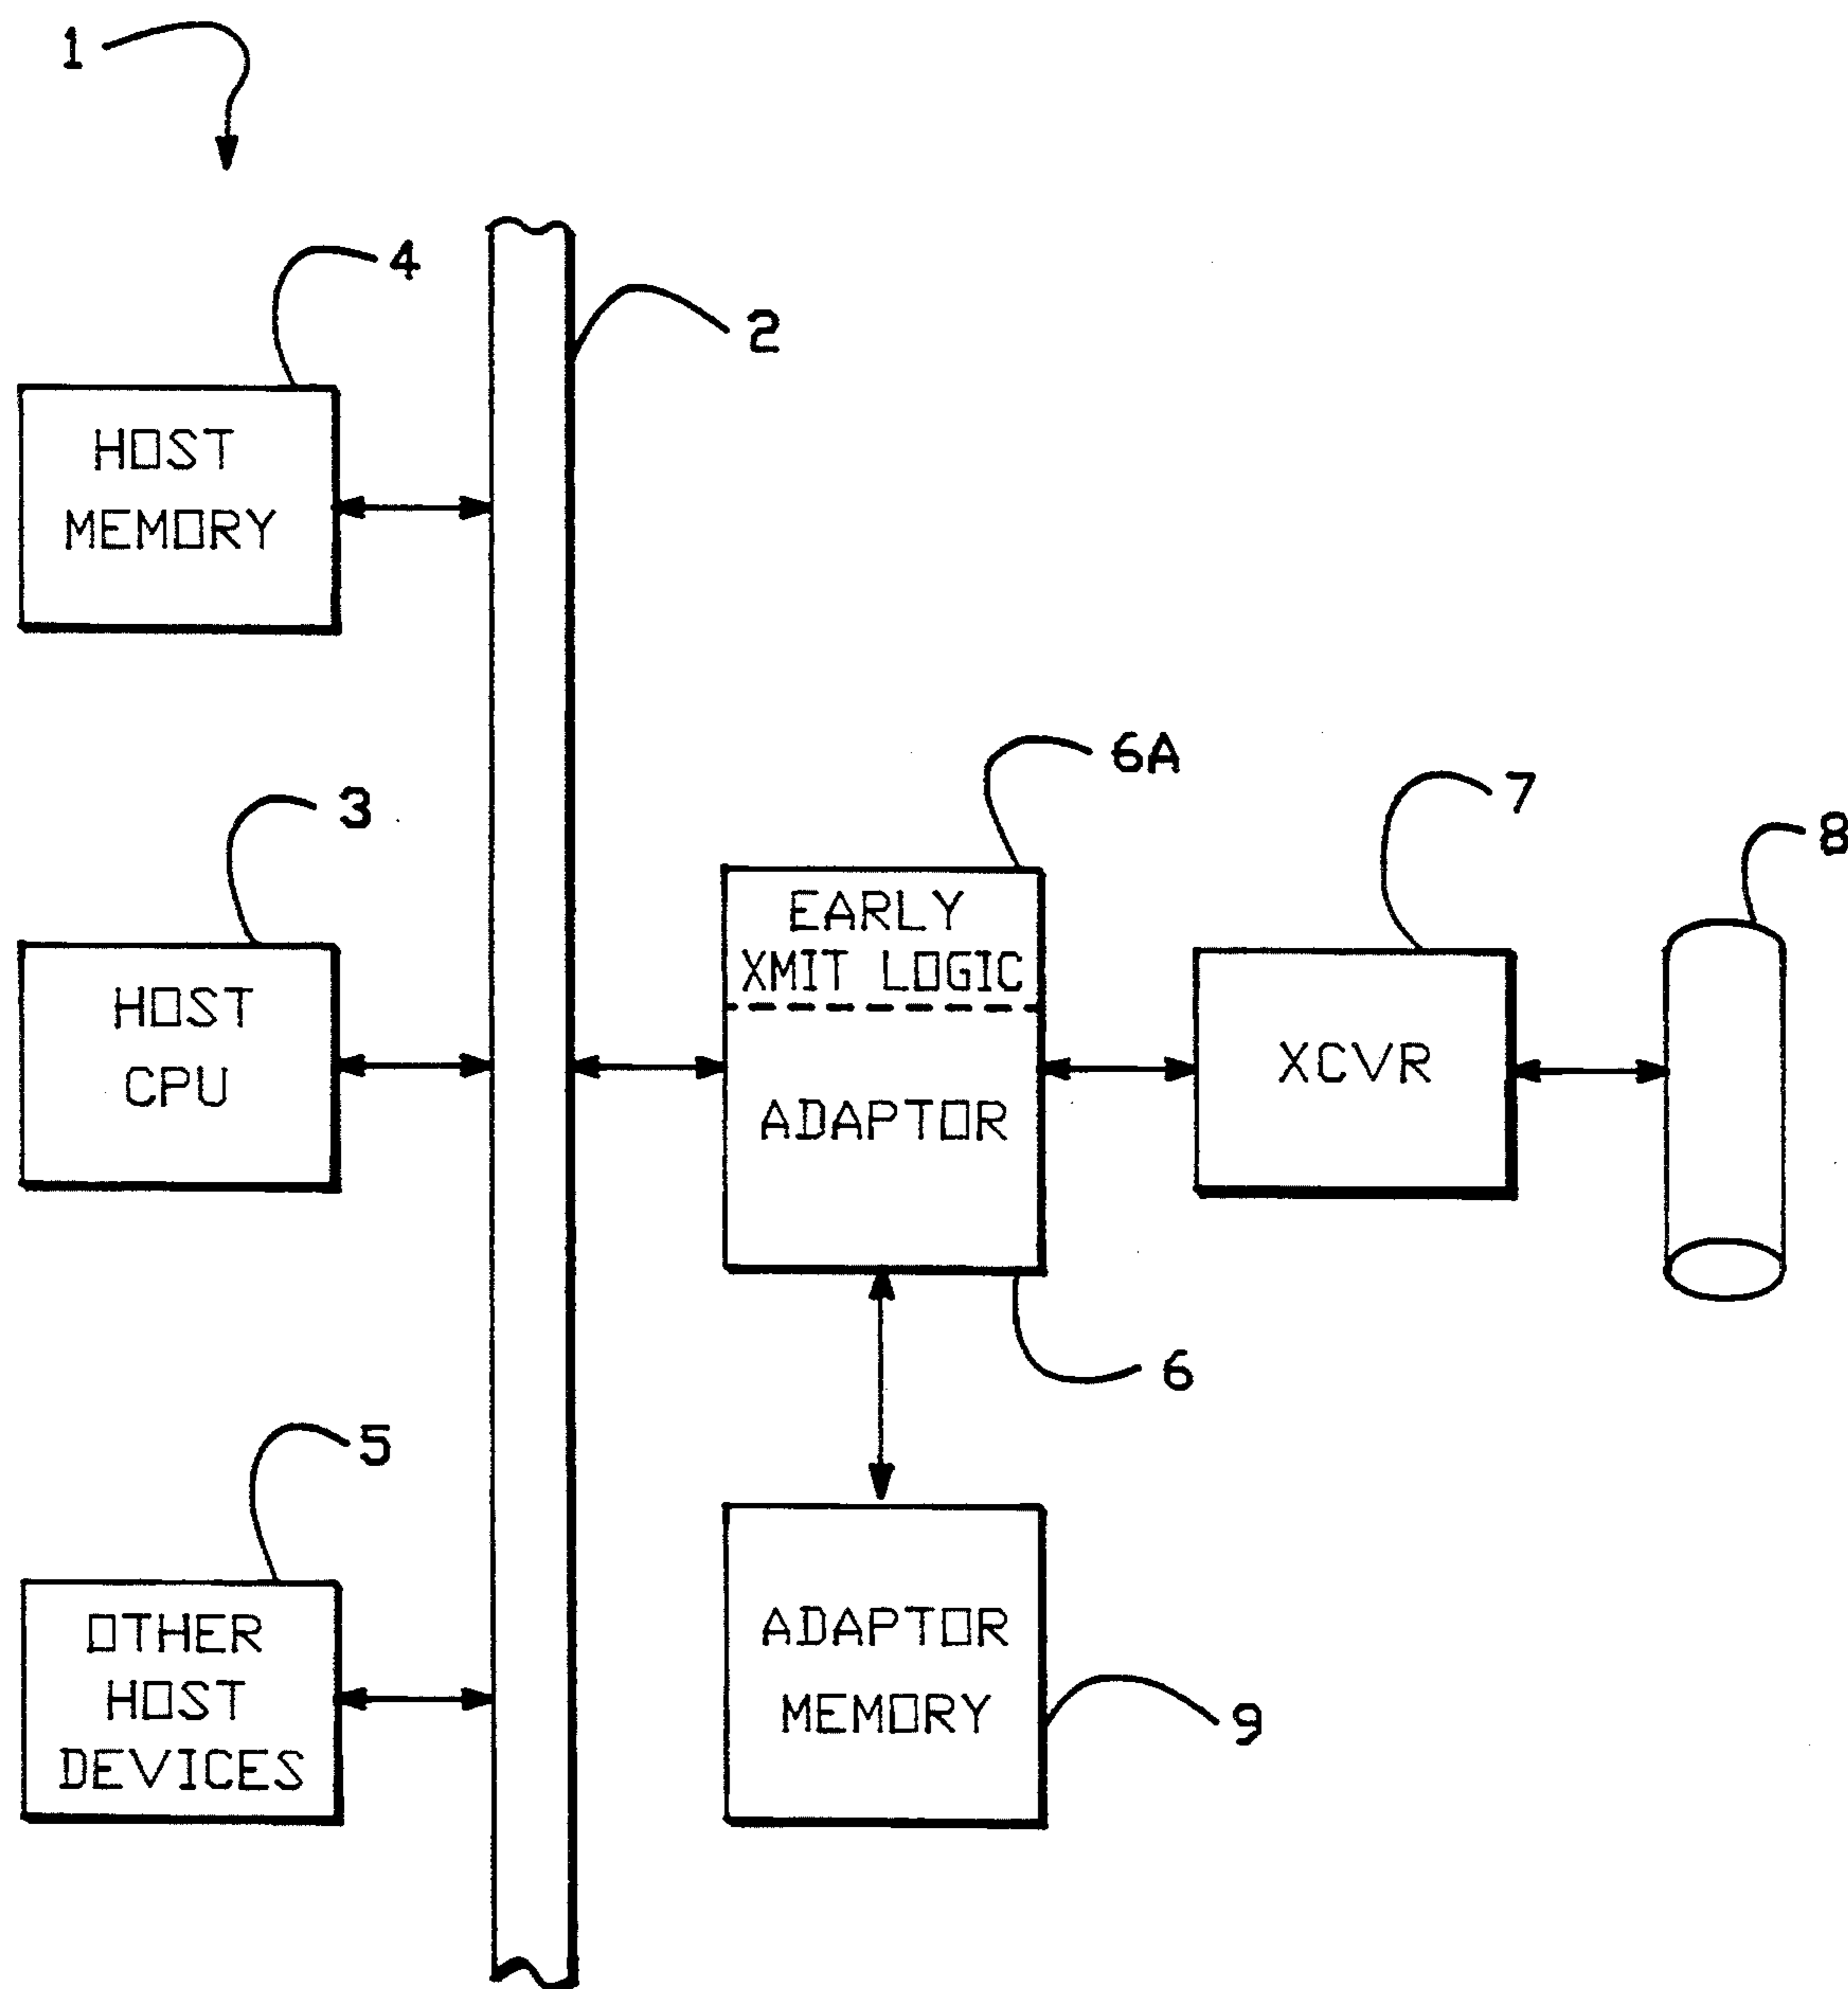 1
4
2
HOST
MEMORY
6A
7
3
8
EARLY
XMIT LOGIC
HOST
CPU
XCVR
ADAPTOR
6
5
OTHER
HOST
DEVICES
ADAPTOR
MEMORY
9